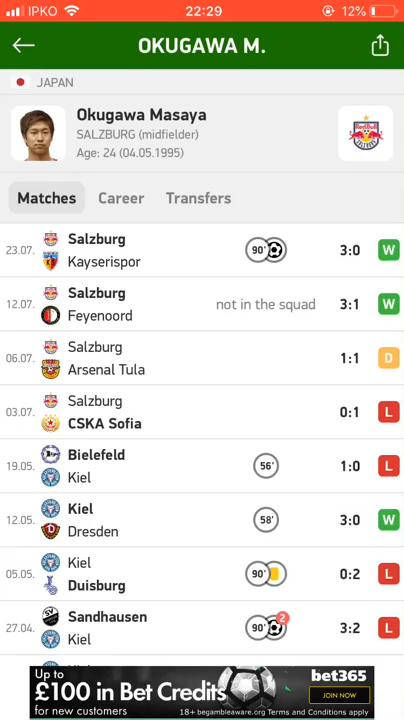 IPKO 22:29 12%
OKUGAWA M.
JAPAN
Okugawa Masaya
SALZBURG (midfielder)
Age: 24 (04.05.1995)
Matches Career Transfers
23.07. Salzburg Kayserispor 90' 3:0 W
12.07. Salzburg Feyenoord not in the squad 3:1 W
06.07. Salzburg Arsenal Tula 1:1 D
03.07. Salzburg CSKA Sofia 0:1 L
19.05. Bielefeld Kiel 56' 1:0 L
12.05. Kiel Dresden 58' 3:0 W
05.05. Kiel Duisburg 90' 0:2 L
27.04. Sandhausen Kiel 90' 2 3:2 L
Up to
£100 in Bet Credits
for new customers
bet365
JOIN NOW
18+ begambleaware.org Terms and Conditions apply